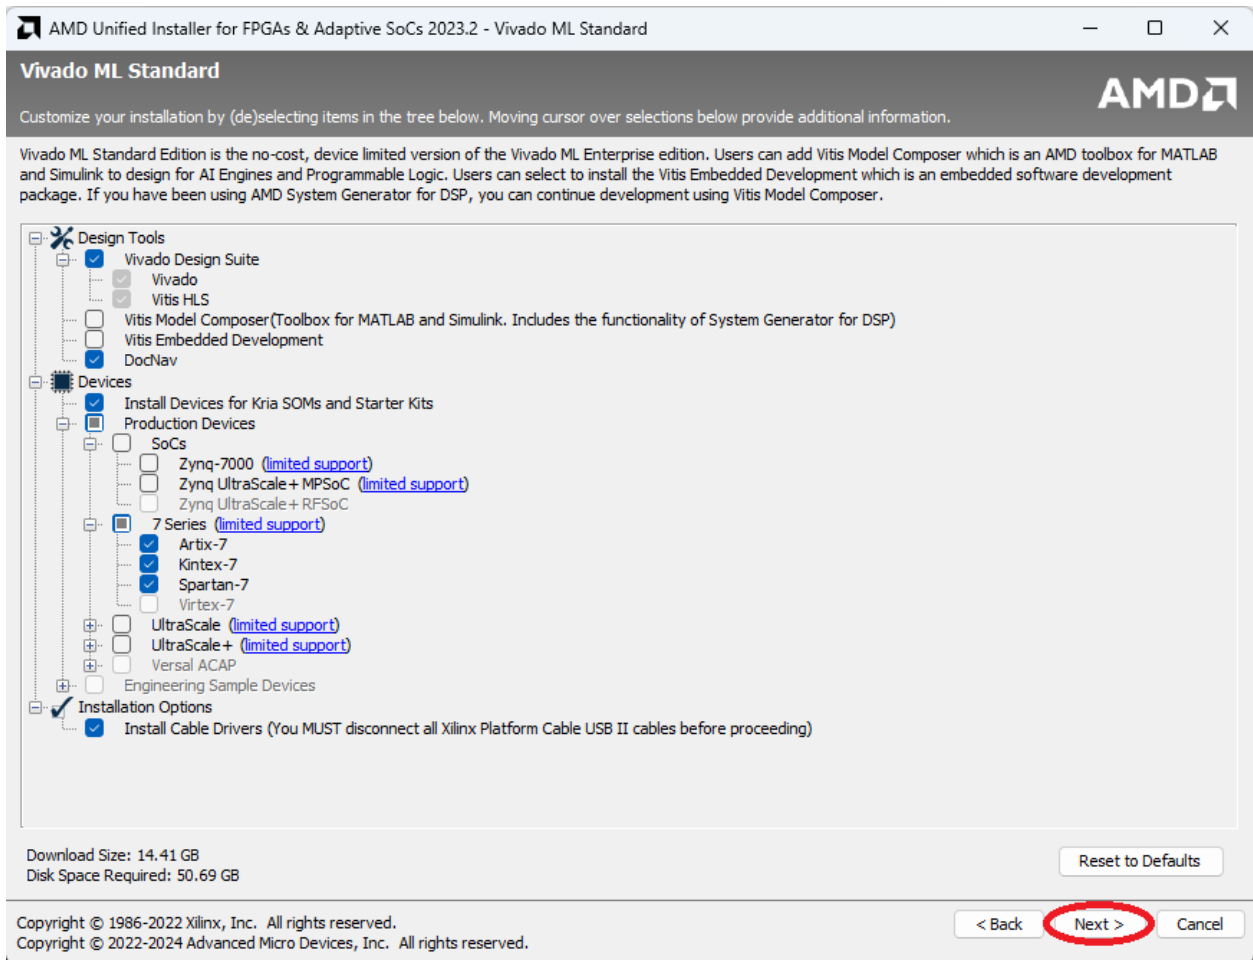 AMD Unified Installer for FPGAs & Adaptive SoCs 2023.2 - Vivado ML Standard
Vivado ML Standard
AMD
Customize your installation by (de)selecting items in the tree below. Moving cursor over selections below provide additional information.
Vivado ML Standard Edition is the no-cost, device limited version of the Vivado ML Enterprise edition. Users can add Vitis Model Composer which is an AMD toolbox for MATLAB
and Simulink to design for AI Engines and Programmable Logic. Users can select to install the Vitis Embedded Development which is an embedded software development
package. If you have been using AMD System Generator for DSP, you can continue development using Vitis Model Composer.
Design Tools
Vivado Design Suite
Vivado
Vitis HLS
Vitis Model Composer(Toolbox for MATLAB and Simulink. Includes the functionality of System Generator for DSP)
Vitis Embedded Development
DocNav
Devices
Install Devices for Kria SOMs and Starter Kits
Production Devices
SoCs
Zynq-7000 (limited support)
Zynq UltraScale+ MPSoC (limited support)
Zynq UltraScale+ RFSoC
7 Series (limited support)
Artix-7
Kintex-7
Spartan-7
Virtex-7
UltraScale (limited support)
UltraScale+ (limited support)
Versal ACAP
Engineering Sample Devices
Installation Options
Install Cable Drivers (You MUST disconnect all Xilinx Platform Cable USB II cables before proceeding)
Download Size: 14.41 GB
Disk Space Required: 50.69 GB
Reset to Defaults
Copyright © 1986-2022 Xilinx, Inc. All rights reserved.
Copyright © 2022-2024 Advanced Micro Devices, Inc. All rights reserved.
< Back
Next >
Cancel